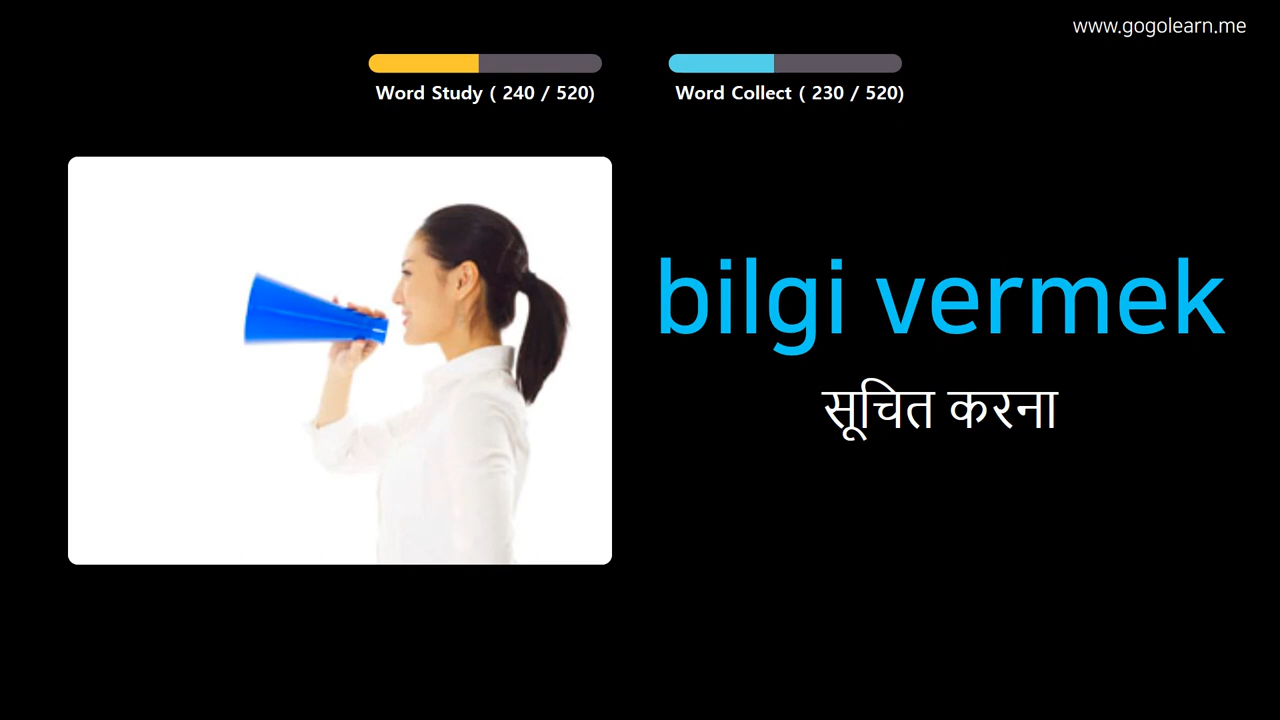 www.gogolearn.me
Word Study ( 240 / 520)
Word Collect ( 230 / 520)
bilgi vermek
सूचित करना